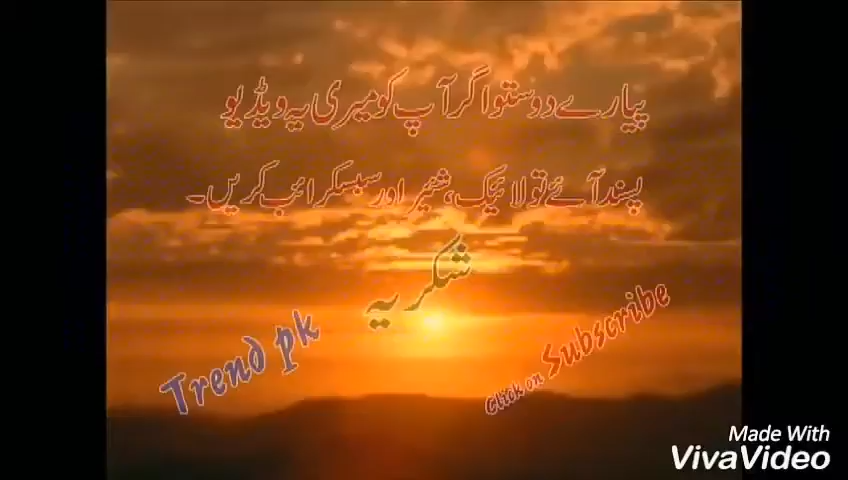 پیارے دوستو اگر آپ کو میری یہ ویڈیو
پسند آئے تو لائیک، شئیر اور سبسکرائب کریں۔
شکریہ
Trend pk
Click on Subscribe
Made With
VivaVideo